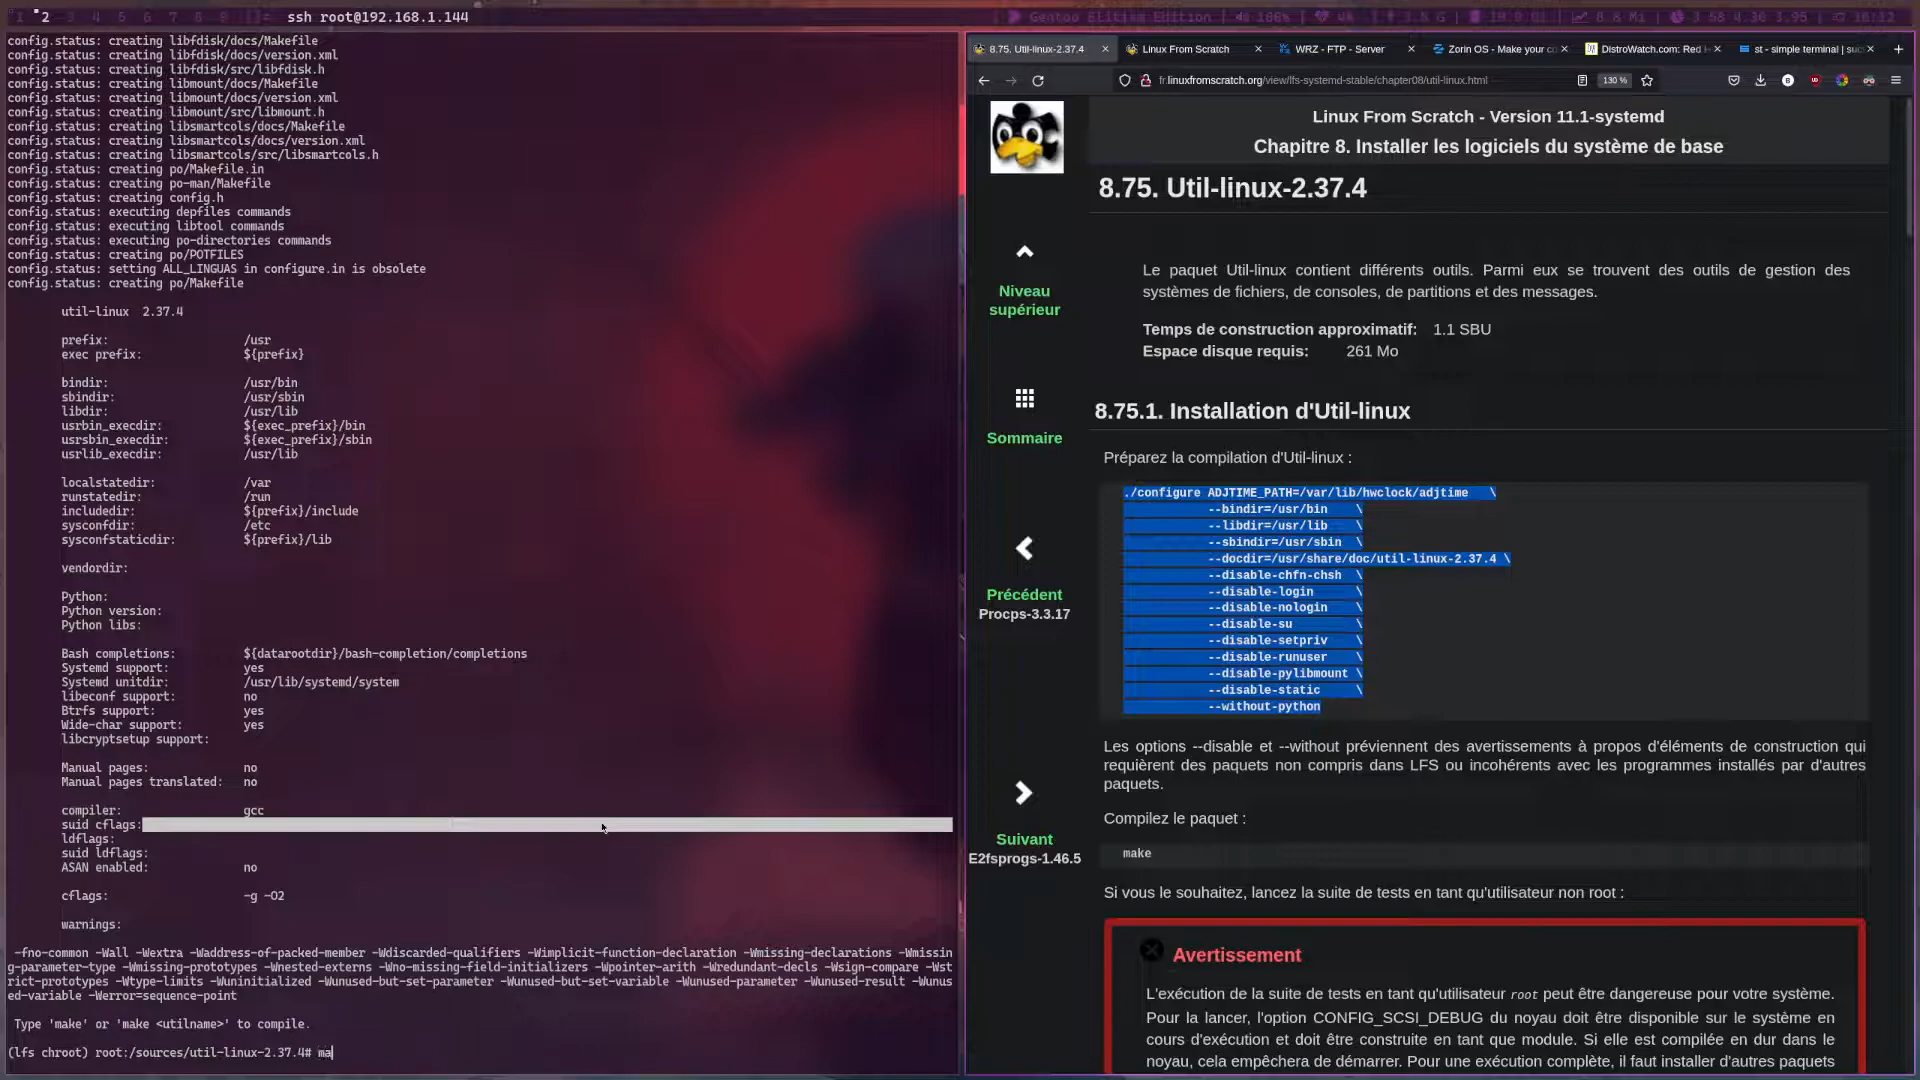 1 2 3 4 5 6 7 8 9
ssh root@192.168.1.144
Gentoo Elitist Edition
config.status: creating libfdisk/docs/Makefile
config.status: creating libfdisk/docs/version.xml
config.status: creating libfdisk/src/libfdisk.h
config.status: creating libmount/docs/Makefile
config.status: creating libmount/docs/version.xml
config.status: creating libmount/src/libmount.h
config.status: creating libsmartcols/docs/Makefile
config.status: creating libsmartcols/docs/version.xml
config.status: creating libsmartcols/src/libsmartcols.h
config.status: creating po/Makefile.in
config.status: creating po-man/Makefile
config.status: creating config.h
config.status: executing depfiles commands
config.status: executing libtool commands
config.status: executing po-directories commands
config.status: creating po/POTFILES
config.status: setting ALL_LINGUAS in configure.in is obsolete
config.status: creating po/Makefile
util-linux 2.37.4
prefix: /usr
exec prefix: ${prefix}
bindir: /usr/bin
sbindir: /usr/sbin
libdir: /usr/lib
usrbin_execdir: ${exec_prefix}/bin
usrsbin_execdir: ${exec_prefix}/sbin
usrlib_execdir: /usr/lib
localstatedir: /var
runstatedir: /run
includedir: ${prefix}/include
sysconfdir: /etc
sysconfstaticdir: ${prefix}/lib
vendordir:
Python:
Python version:
Python libs:
Bash completions: ${datarootdir}/bash-completion/completions
Systemd support: yes
Systemd unitdir: /usr/lib/systemd/system
libeconf support: no
Btrfs support: yes
Wide-char support: yes
libcryptsetup support:
Manual pages: no
Manual pages translated: no
compiler: gcc
suid cflags:
ldflags:
suid ldflags:
ASAN enabled: no
cflags: -g -O2
warnings:
-fno-common -Wall -Wextra -Waddress-of-packed-member -Wdiscarded-qualifiers -Wimplicit-function-declaration -Wmissing-declarations -Wmissin
g-parameter-type -Wmissing-prototypes -Wnested-externs -Wno-missing-field-initializers -Wpointer-arith -Wredundant-decls -Wsign-compare -Wst
rict-prototypes -Wtype-limits -Wuninitialized -Wunused-but-set-parameter -Wunused-but-set-variable -Wunused-parameter -Wunused-result -Wunus
ed-variable -Werror=sequence-point
Type 'make' or 'make <utilname>' to compile.
(lfs chroot) root:/sources/util-linux-2.37.4# ma
8.75. Util-linux-2.37.4
Linux From Scratch
WRZ - FTP - Server
Zorin OS - Make your co
DistroWatch.com: Red H
st - simple terminal | suc
fr.linuxfromscratch.org/view/lfs-systemd-stable/chapter08/util-linux.html
130 %
Linux From Scratch - Version 11.1-systemd
Chapitre 8. Installer les logiciels du système de base
8.75. Util-linux-2.37.4
Niveau
supérieur
Sommaire
Précédent
Procps-3.3.17
Suivant
E2fsprogs-1.46.5
Le paquet Util-linux contient différents outils. Parmi eux se trouvent des outils de gestion des
systèmes de fichiers, de consoles, de partitions et des messages.
Temps de construction approximatif: 1.1 SBU
Espace disque requis: 261 Mo
8.75.1. Installation d'Util-linux
Préparez la compilation d'Util-linux :
./configure ADJTIME_PATH=/var/lib/hwclock/adjtime \
--bindir=/usr/bin \
--libdir=/usr/lib \
--sbindir=/usr/sbin \
--docdir=/usr/share/doc/util-linux-2.37.4 \
--disable-chfn-chsh \
--disable-login \
--disable-nologin \
--disable-su \
--disable-setpriv \
--disable-runuser \
--disable-pylibmount \
--disable-static \
--without-python
Les options --disable et --without préviennent des avertissements à propos d'éléments de construction qui
requièrent des paquets non compris dans LFS ou incohérents avec les programmes installés par d'autres
paquets.
Compilez le paquet :
make
Si vous le souhaitez, lancez la suite de tests en tant qu'utilisateur non root :
Avertissement
L'exécution de la suite de tests en tant qu'utilisateur root peut être dangereuse pour votre système.
Pour la lancer, l'option CONFIG_SCSI_DEBUG du noyau doit être disponible sur le système en
cours d'exécution et doit être construite en tant que module. Si elle est compilée en dur dans le
noyau, cela empêchera de démarrer. Pour une exécution complète, il faut installer d'autres paquets